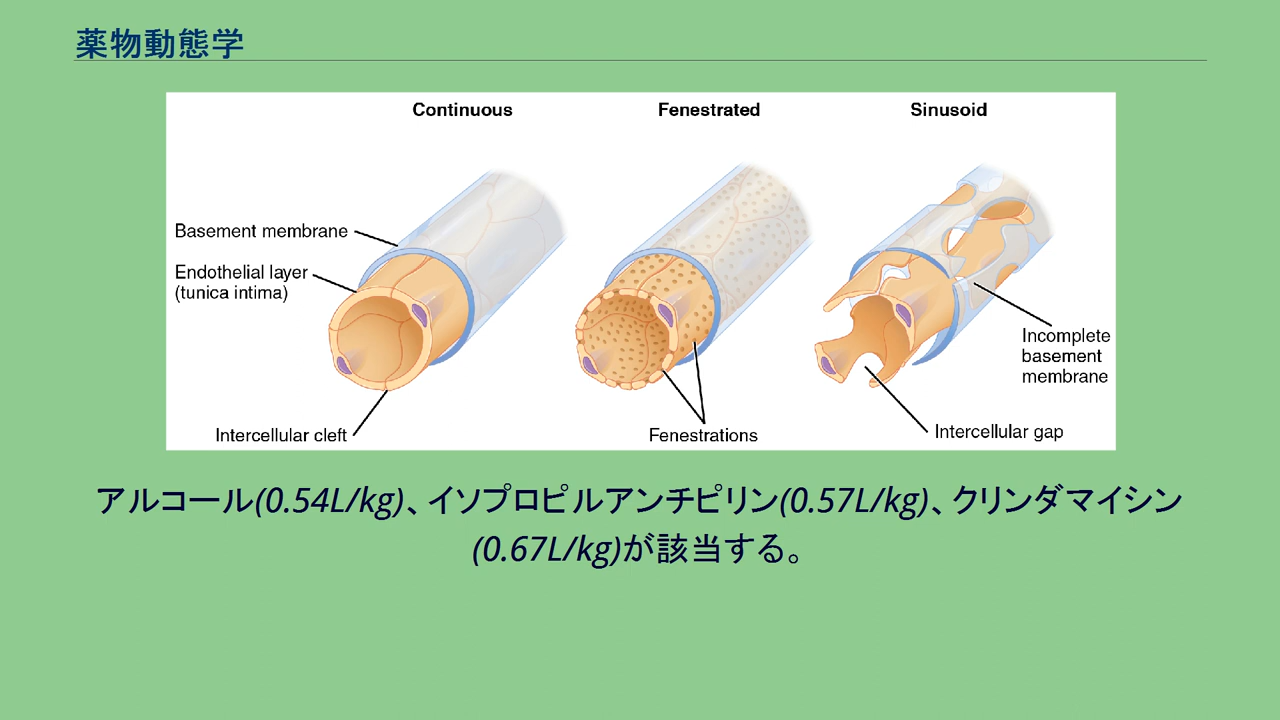 薬物動態学
Continuous
Fenestrated
Sinusoid
Basement membrane
Endothelial layer
(tunica intima)
Intercellular cleft
Fenestrations
Incomplete
basement
membrane
Intercellular gap
アルコール(0.54L/kg)、イソプロピルアンチピリン(0.57L/kg)、クリンダマイシン
(0.67L/kg)が該当する。